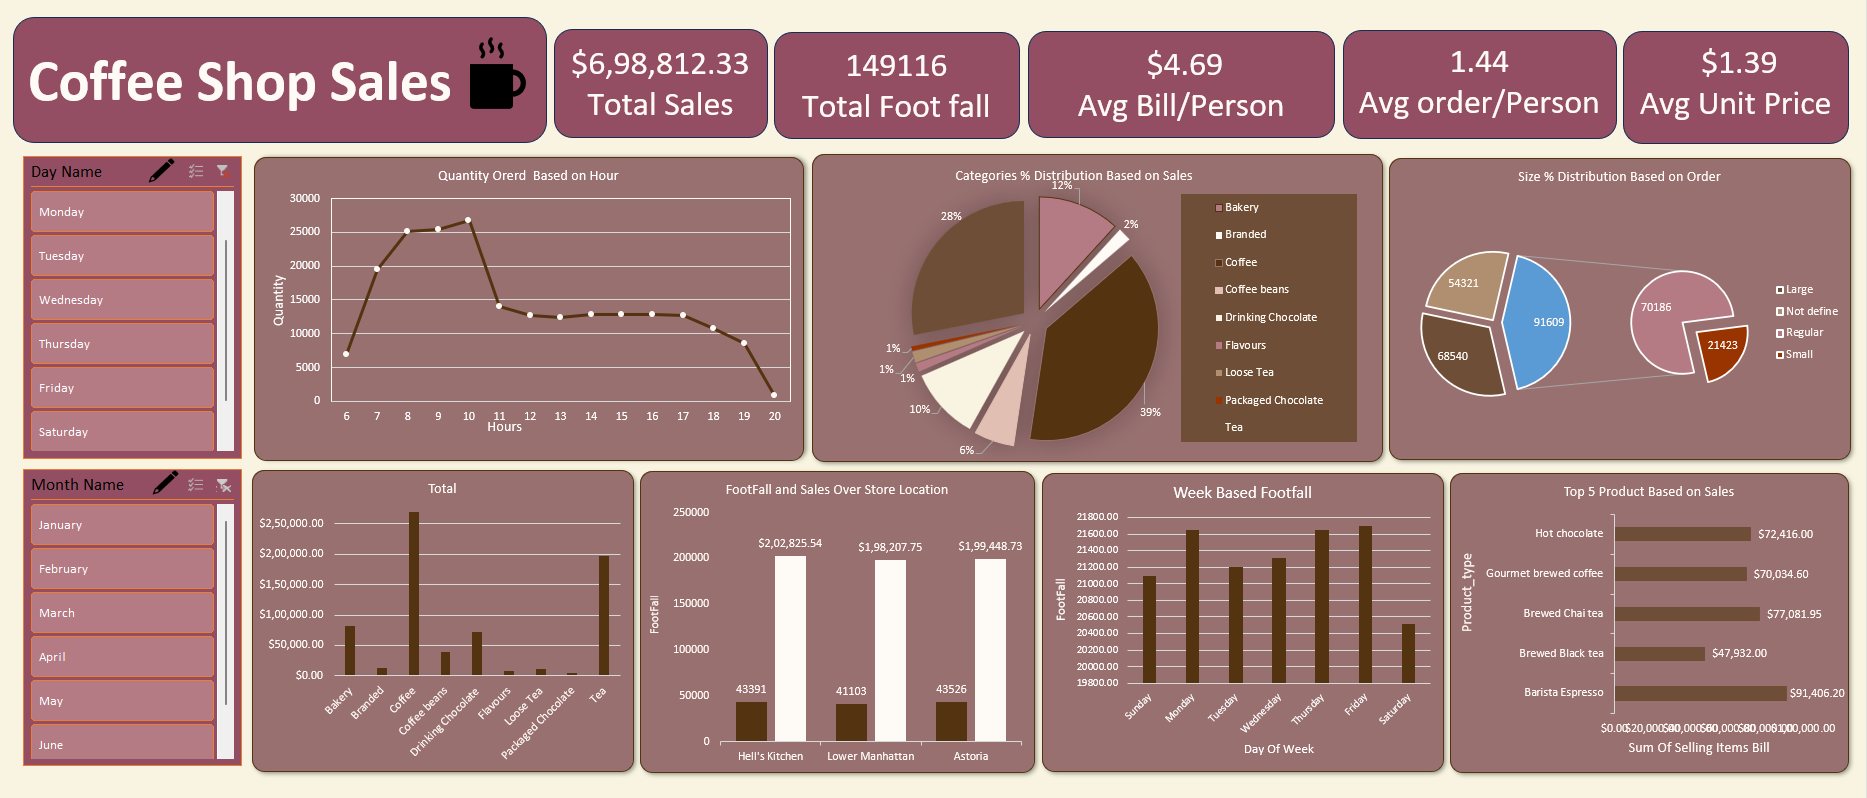 Coffee Shop Sales
$6,98,812.33
Total Sales
149116
Total Foot fall
$4.69
Avg Bill/Person
1.44
Avg order/Person
$1.39
Avg Unit Price
Day Name
Monday
Tuesday
Wednesday
Thursday
Friday
Saturday
Quantity Orerd  Based on Hour
30000
25000
20000
15000
10000
5000
0
Quantity
6 7 8 9 10 11 12 13 14 15 16 17 18 19 20
Hours
Categories % Distribution Based on Sales
12%
28%
2%
1%
1%
1%
10%
6%
39%
Bakery
Branded
Coffee
Coffee beans
Drinking Chocolate
Flavours
Loose Tea
Packaged Chocolate
Tea
Size % Distribution Based on Order
54321
68540
91609
70186
21423
Large
Not define
Regular
Small
Month Name
January
February
March
April
May
June
Total
$2,50,000.00
$2,00,000.00
$1,50,000.00
$1,00,000.00
$50,000.00
$0.00
Bakery
Branded
Coffee
Coffee beans
Drinking Chocolate
Flavours
Loose Tea
Packaged Chocolate
Tea
FootFall and Sales Over Store Location
250000
200000
150000
100000
50000
0
FootFall
$2,02,825.54
$1,98,207.75
$1,99,448.73
43391
41103
43526
Hell's Kitchen
Lower Manhattan
Astoria
Week Based Footfall
21800.00
21600.00
21400.00
21200.00
21000.00
20800.00
20600.00
20400.00
20200.00
20000.00
19800.00
FootFall
Sunday
Monday
Tuesday
Wednesday
Thursday
Friday
Saturday
Day Of Week
Top 5 Product Based on Sales
Product_type
Hot chocolate $72,416.00
Gourmet brewed coffee $70,034.60
Brewed Chai tea $77,081.95
Brewed Black tea $47,932.00
Barista Espresso $91,406.20
$0.00 $20,000.00 $40,000.00 $60,000.00 $80,000.00 $1,00,000.00
Sum Of Selling Items Bill